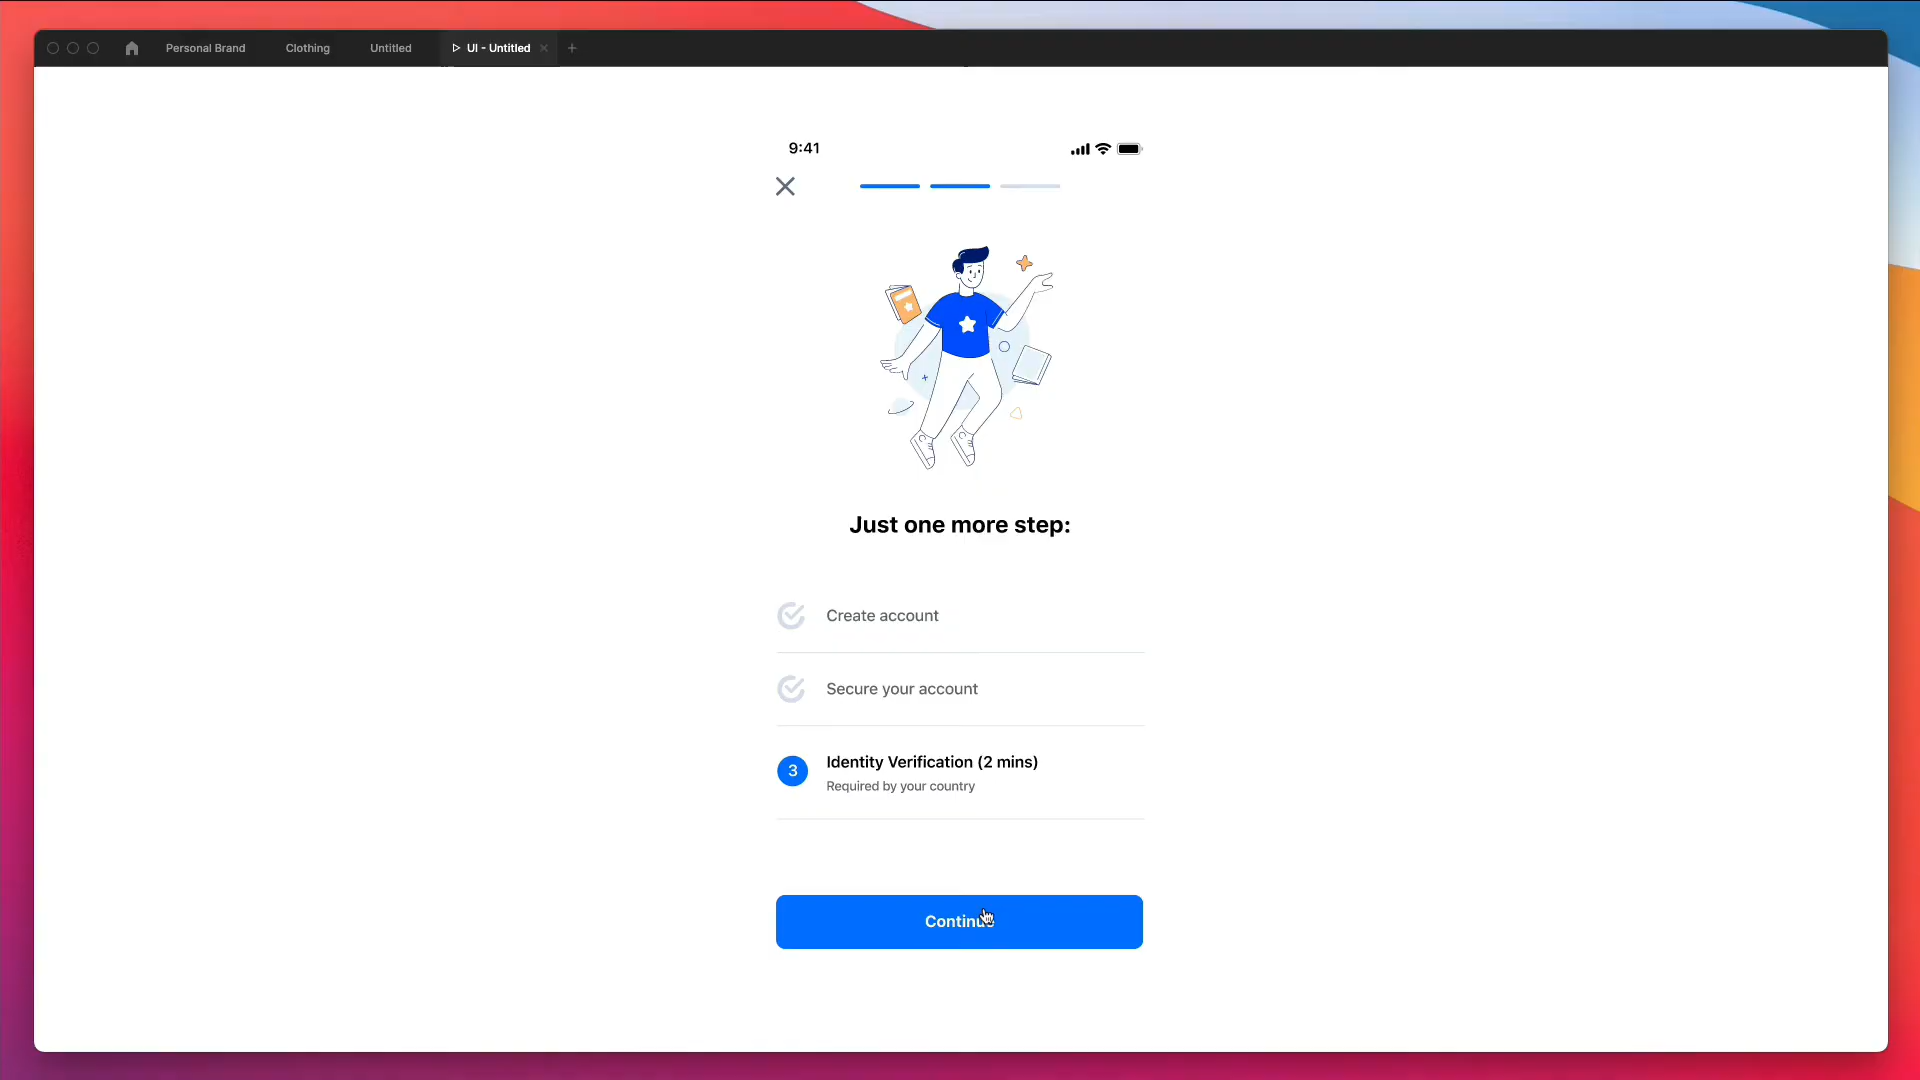 Personal Brand
Clothing
Untitled
UI - Untitled
9:41
Just one more step:
Create account
Secure your account
3
Identity Verification (2 mins)
Required by your country
Continue